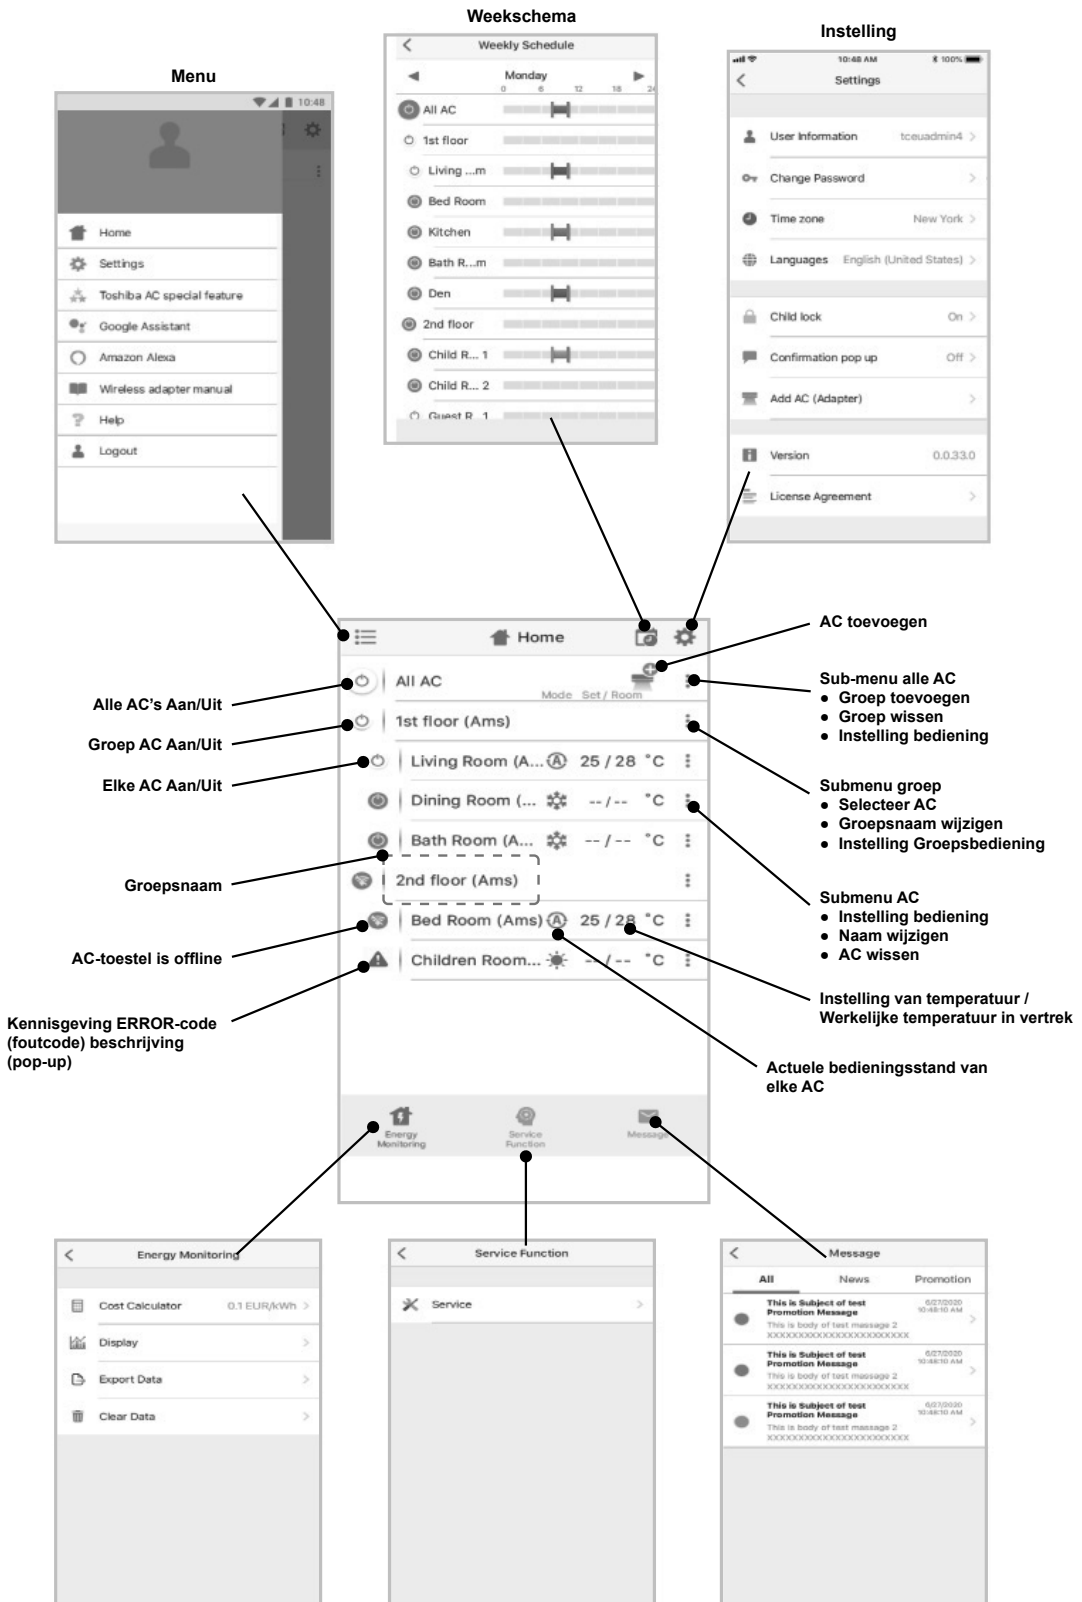 Weekschema
Weekly Schedule
Monday
0 6 12 18 24
All AC
1st floor
Living ...m
Bed Room
Kitchen
Bath R...m
Den
2nd floor
Child R... 1
Child R... 2
Guest R...1
Instelling
10:48 AM 100%
Settings
User Information tceuadmin4
Change Password
Time zone New York
Languages English (United States)
Child lock On
Confirmation pop up Off
Add AC (Adapter)
Version 0.0.33.0
License Agreement
Menu
10:48
Home
Settings
Toshiba AC special feature
Google Assistant
Amazon Alexa
Wireless adapter manual
Help
Logout
Home
All AC
Mode Set / Room
1st floor (Ams)
Living Room (A... A 25 / 28 °C
Dining Room (... -- / -- °C
Bath Room (A... -- / -- °C
2nd floor (Ams)
Bed Room (Ams) A 25 / 28 °C
Children Room... -- / -- °C
Energy
Monitoring
Service
Function
Message
Alle AC's Aan/Uit
Groep AC Aan/Uit
Elke AC Aan/Uit
Groepsnaam
AC-toestel is offline
Kennisgeving ERROR-code
(foutcode) beschrijving
(pop-up)
AC toevoegen
Sub-menu alle AC
● Groep toevoegen
● Groep wissen
● Instelling bediening
Submenu groep
● Selecteer AC
● Groepsnaam wijzigen
● Instelling Groepsbediening
Submenu AC
● Instelling bediening
● Naam wijzigen
● AC wissen
Instelling van temperatuur /
Werkelijke temperatuur in vertrek
Actuele bedieningsstand van
elke AC
Energy Monitoring
Cost Calculator 0.1 EUR/kWh
Display
Export Data
Clear Data
Service Function
Service
Message
All News Promotion
This is Subject of test 6/27/2020
Promotion Message 10:48:10 AM
This is body of test massage 2
XXXXXXXXXXXXXXXXXXXXXXX
This is Subject of test 6/27/2020
Promotion Message 10:48:10 AM
This is body of test massage 2
XXXXXXXXXXXXXXXXXXXXXXX
This is Subject of test 6/27/2020
Promotion Message 10:48:10 AM
This is body of test massage 2
XXXXXXXXXXXXXXXXXXXXXXX